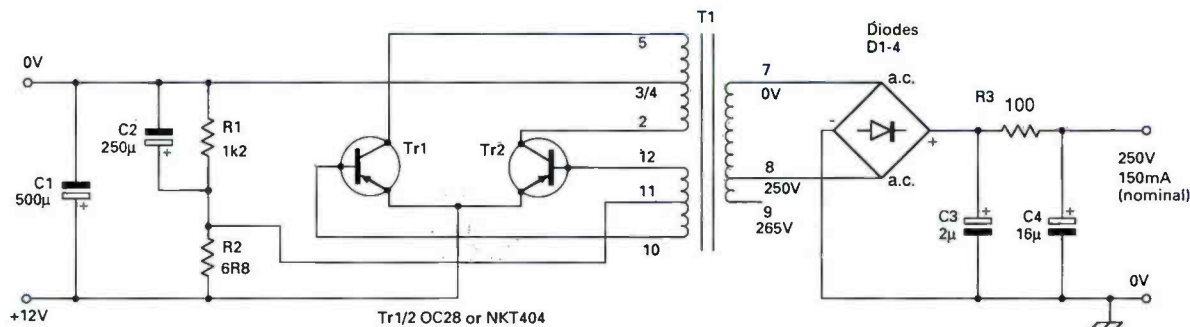 T1
Diodes
D1-4
0V
5
7
0V
a.c.
R3
100
3/4
C2
250µ
+
R1
1k2
2
Tr1
Tr2
-
+
12
8
250V
a.c.
250V
150mA
(nominal)
C1
500µ
+
11
9
265V
+
C3
2µ
+
C4
16µ
R2
6R8
10
0V
+12V
Tr1/2 OC28 or NKT404